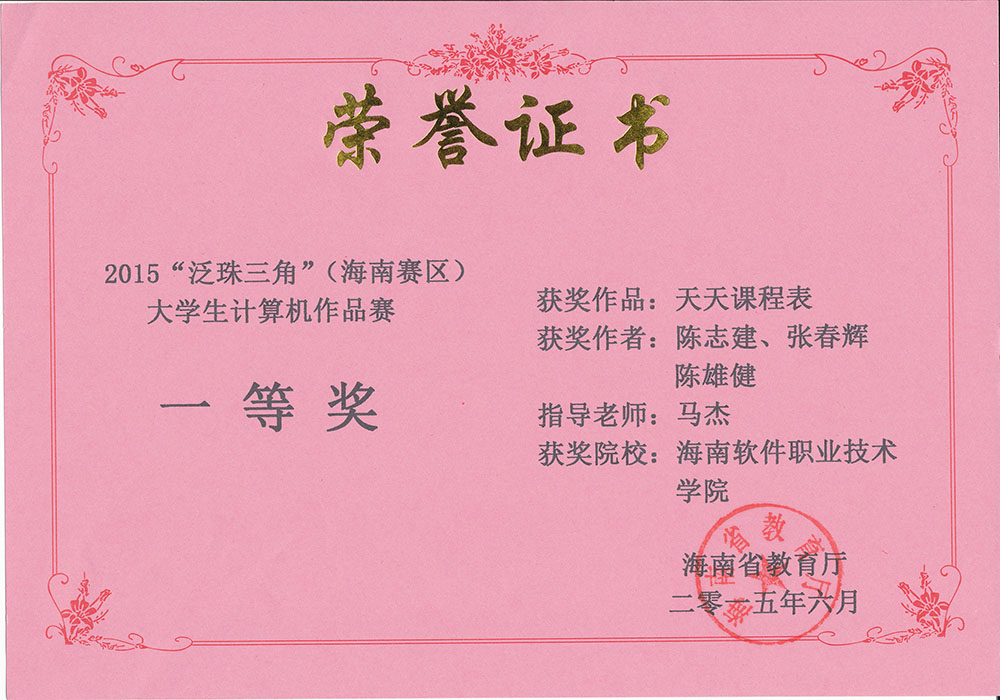 荣誉证书
2015“泛珠三角”（海南赛区）
大学生计算机作品赛
一等奖
获奖作品：天天课程表
获奖作者：陈志建、张春辉
陈雄健
指导老师：马杰
获奖院校：海南软件职业技术
学院
海南省教育厅
二零一五年六月
海南省教育厅